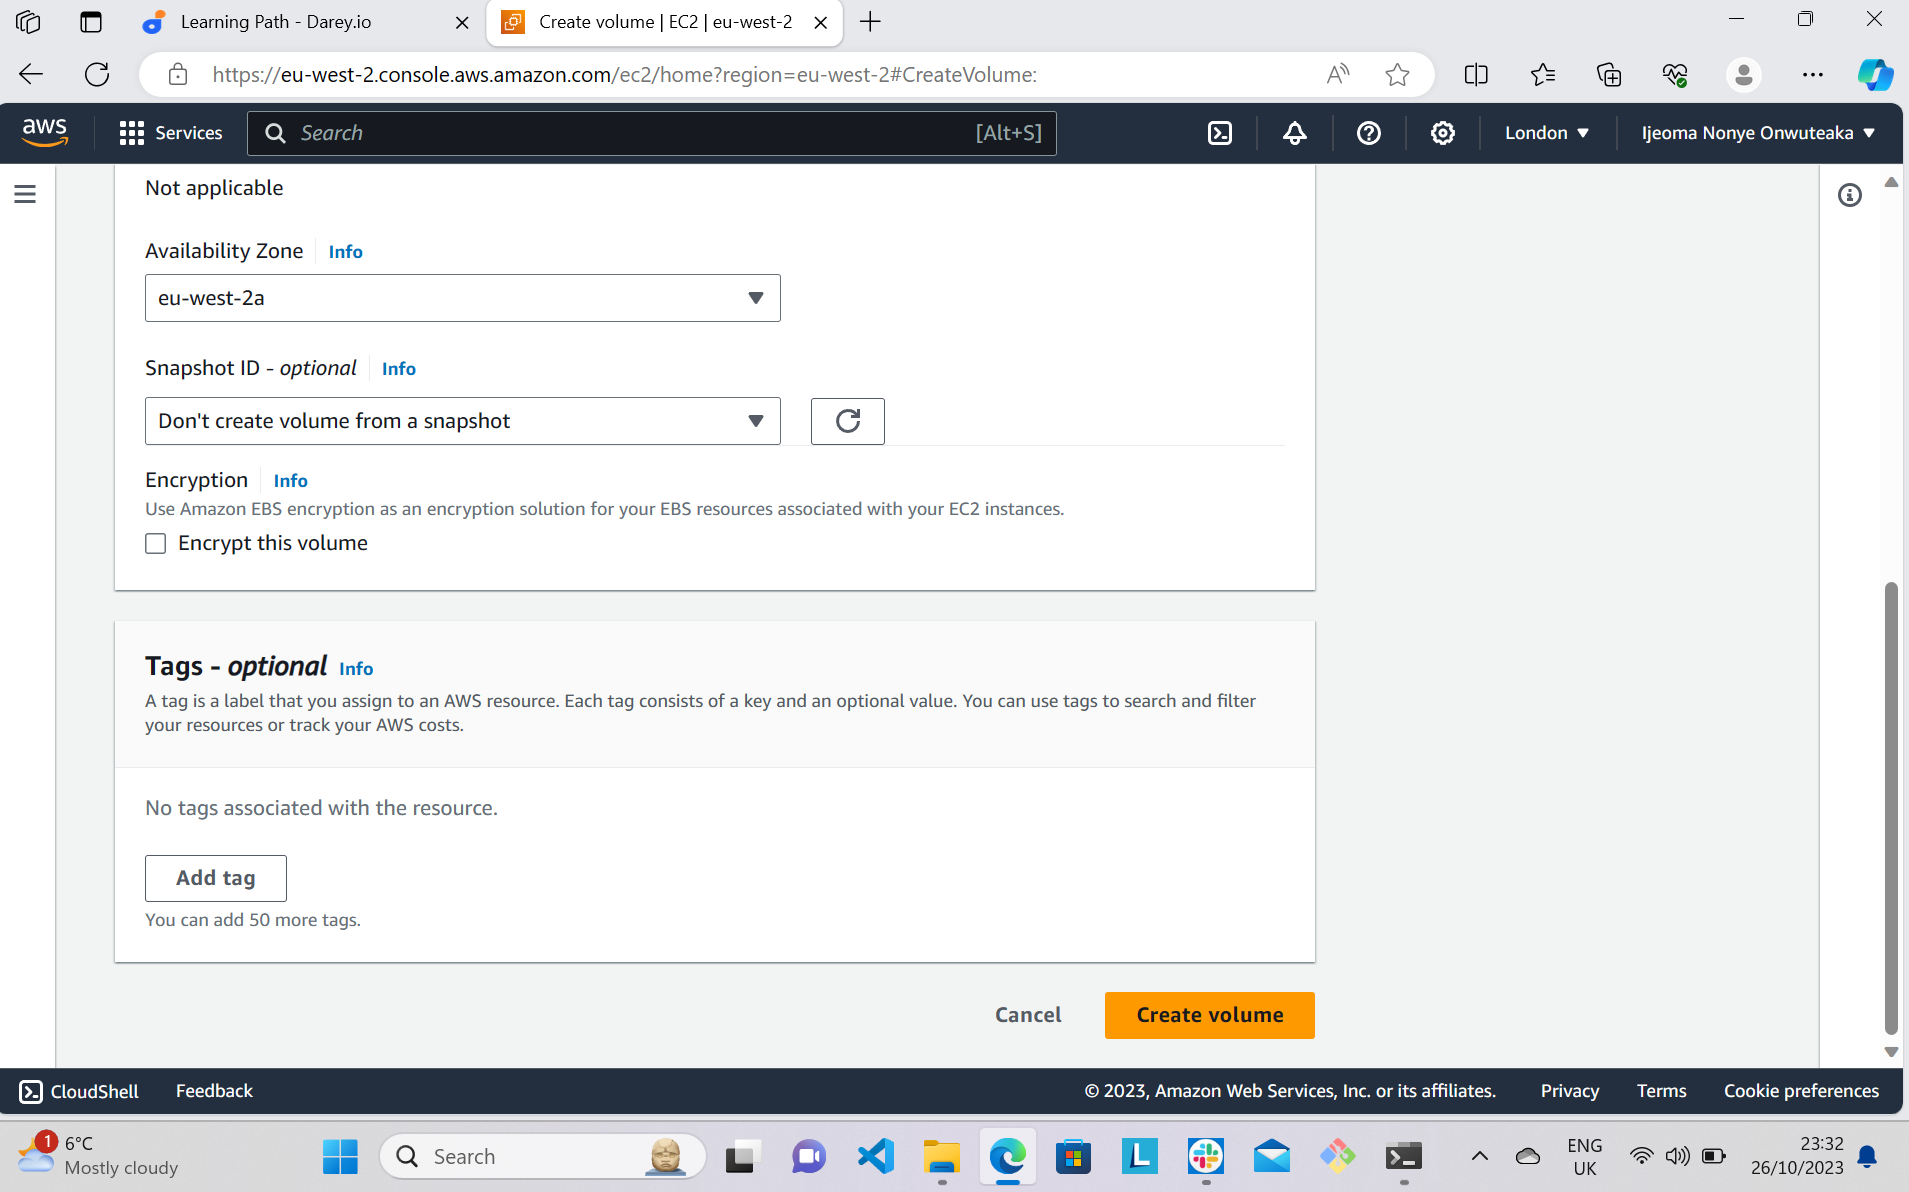 Learning Path - Darey.io
Create volume | EC2 | eu-west-2
https://eu-west-2.console.aws.amazon.com/ec2/home?region=eu-west-2#CreateVolume:
aws
Services
Search
[Alt+S]
London
Ijeoma Nonye Onwuteaka
Not applicable
Availability Zone Info
eu-west-2a
Snapshot ID - optional Info
Don't create volume from a snapshot
Encryption Info
Use Amazon EBS encryption as an encryption solution for your EBS resources associated with your EC2 instances.
Encrypt this volume
Tags - optional Info
A tag is a label that you assign to an AWS resource. Each tag consists of a key and an optional value. You can use tags to search and filter
your resources or track your AWS costs.
No tags associated with the resource.
Add tag
You can add 50 more tags.
Cancel
Create volume
CloudShell
Feedback
© 2023, Amazon Web Services, Inc. or its affiliates.
Privacy
Terms
Cookie preferences
1
6°C
Mostly cloudy
Search
L
ENG
UK
23:32
26/10/2023